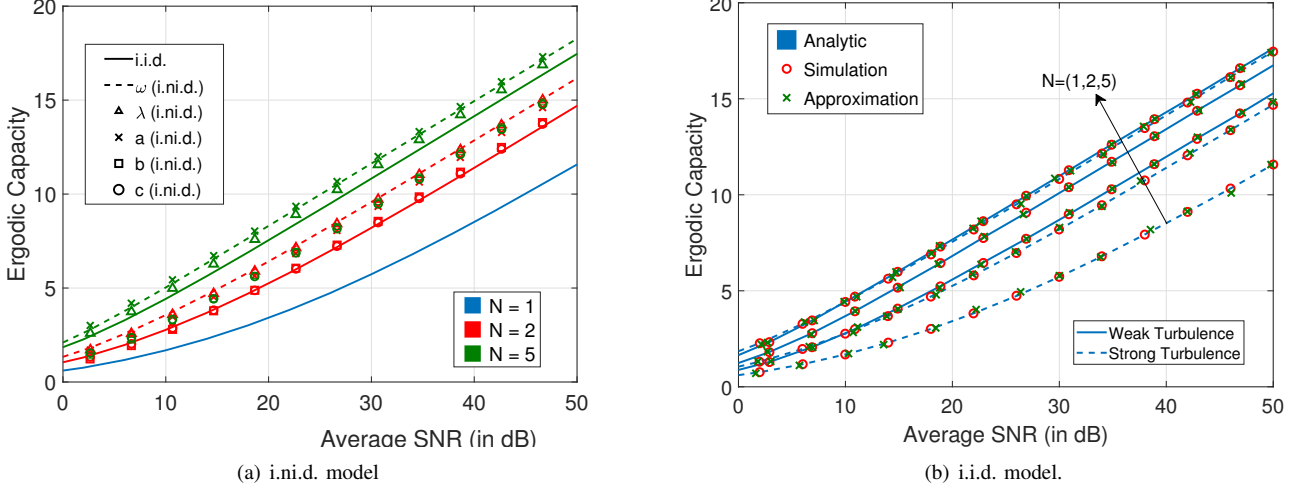 i.i.d.
ω (i.ni.d.)
λ (i.ni.d.)
a (i.ni.d.)
b (i.ni.d.)
c (i.ni.d.)
N = 1
N = 2
N = 5
Ergodic Capacity
20
15
10
5
0
0 10 20 30 40 50
Average SNR (in dB)
(a) i.ni.d. model
Analytic
Simulation
Approximation
N=(1,2,5)
Weak Turbulence
Strong Turbulence
Ergodic Capacity
20
15
10
5
0
0 10 20 30 40 50
Average SNR (in dB)
(b) i.i.d. model.